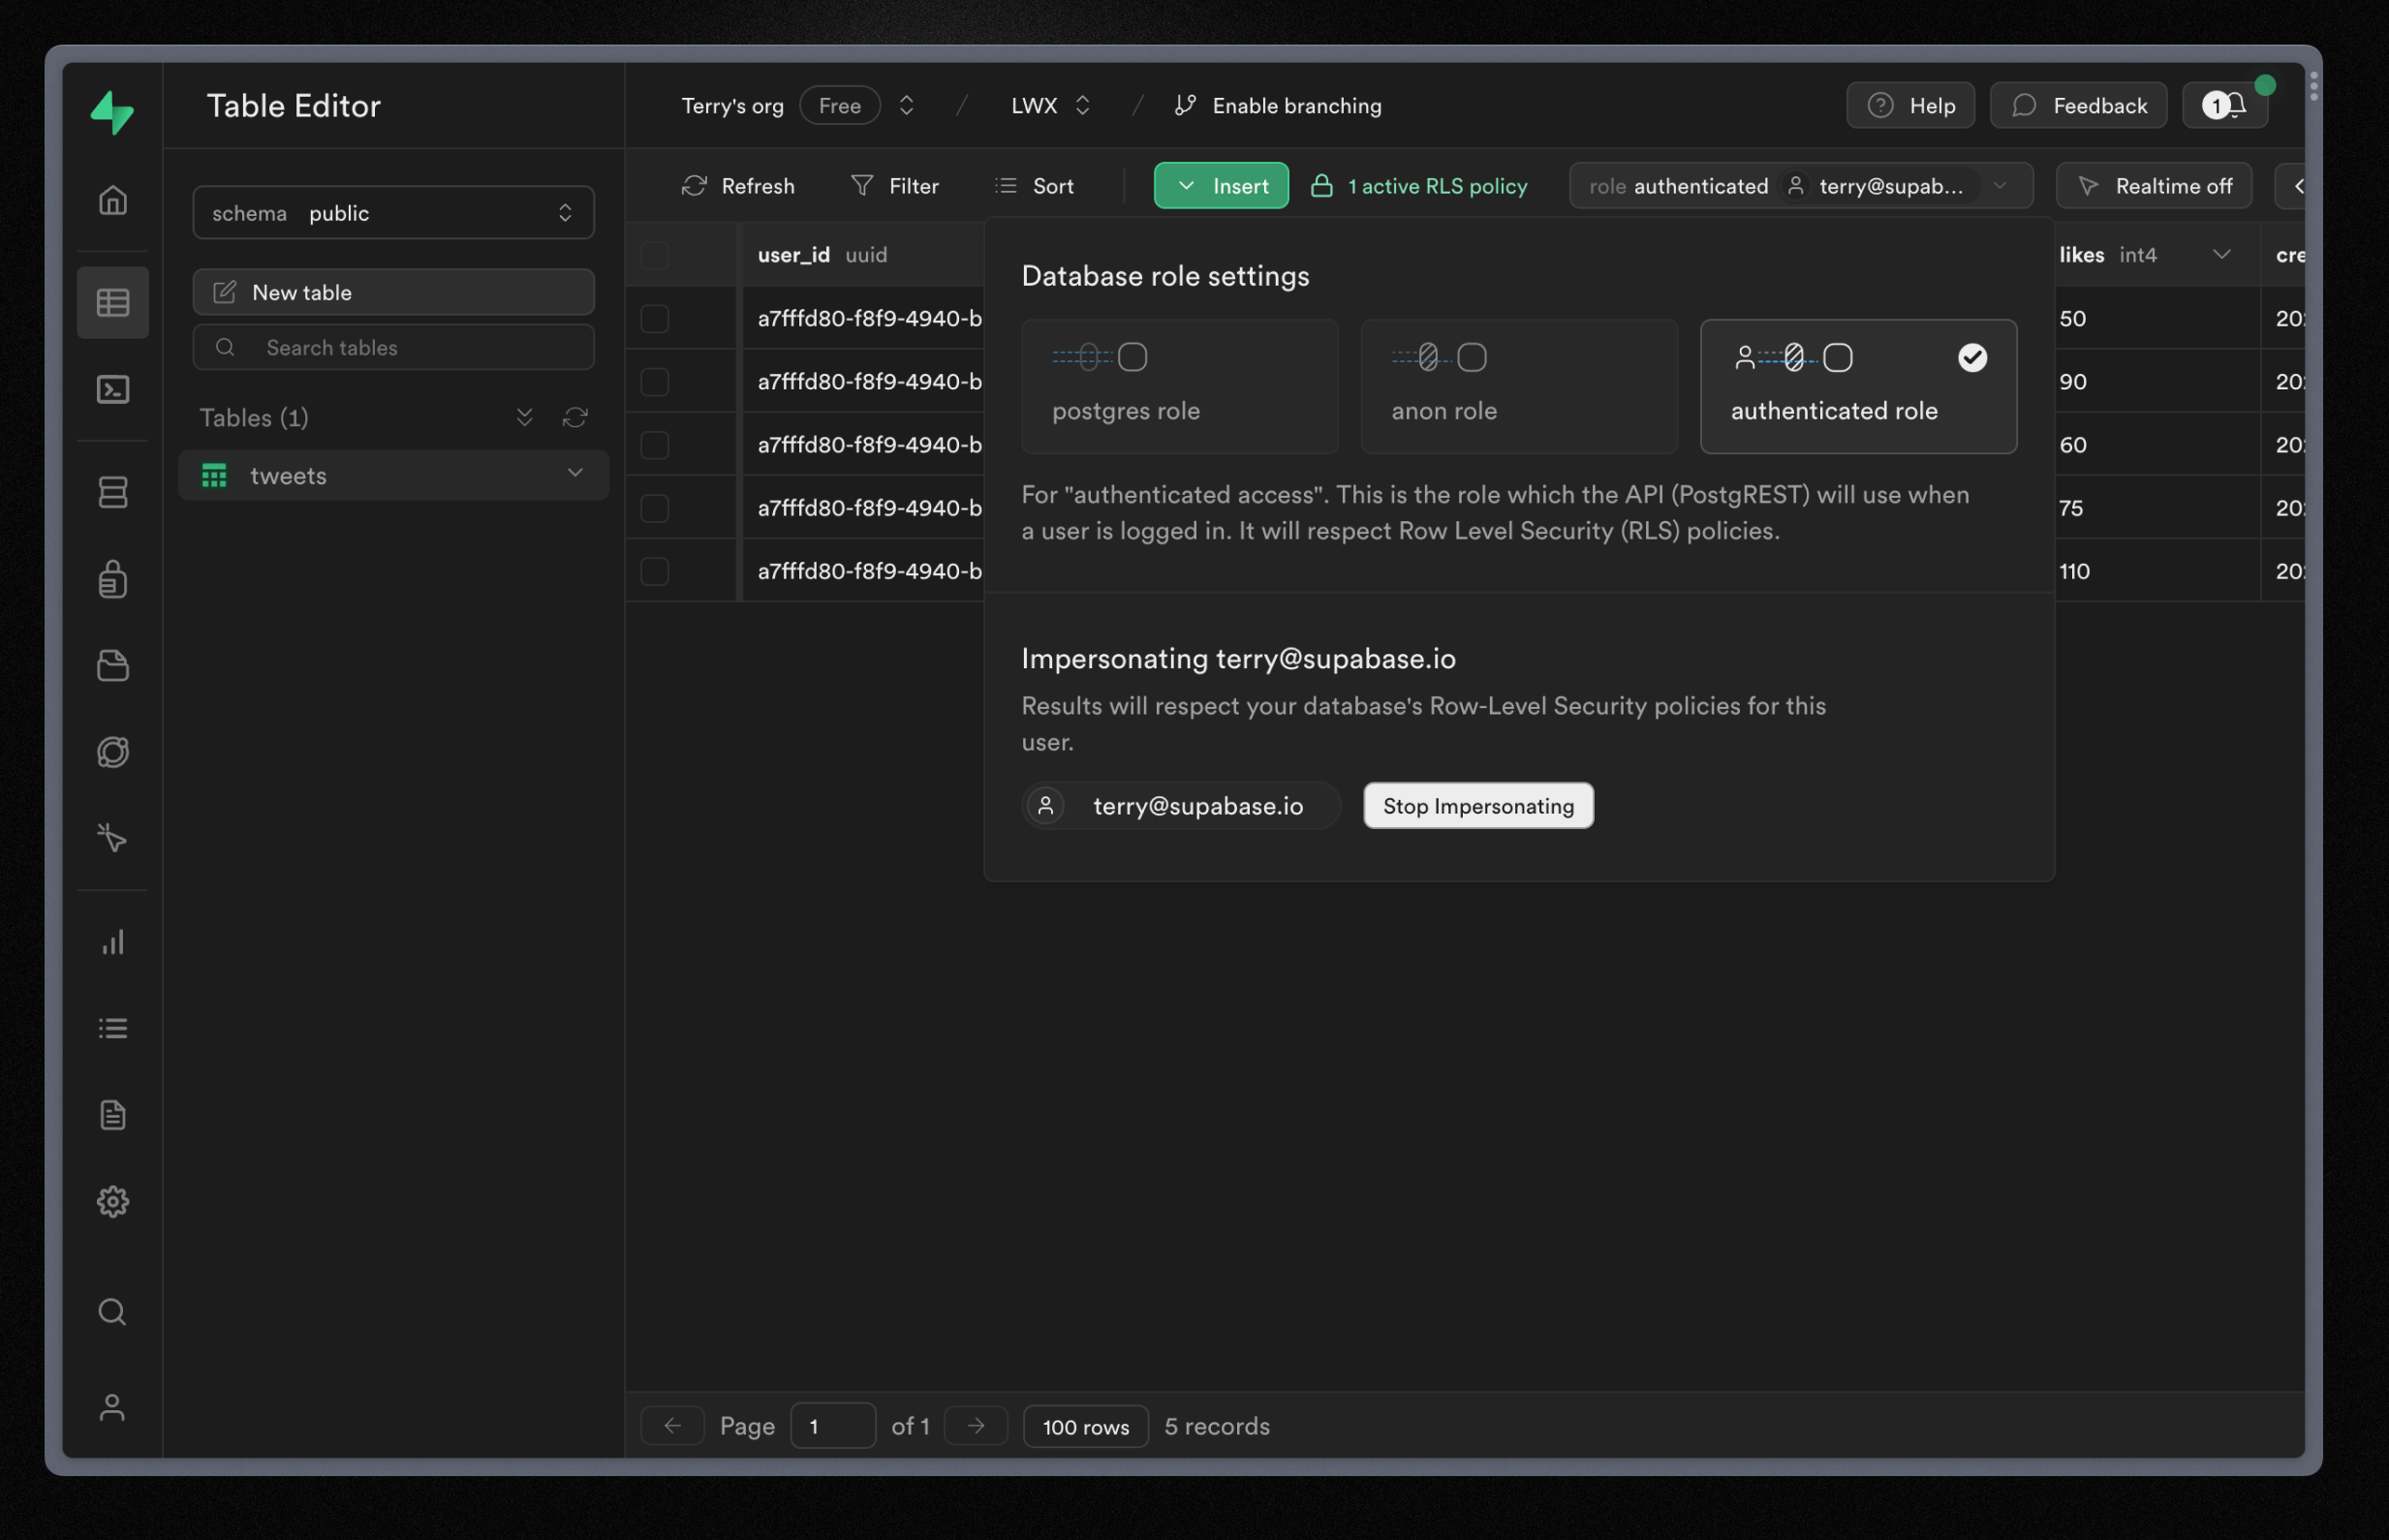 Table Editor
Terry's org Free / LWX / Enable branching
Help Feedback 1
schema public
New table
Search tables
Tables (1)
tweets
Refresh Filter Sort Insert 1 active RLS policy role authenticated terry@supab... Realtime off
user_id uuid likes int4 cre
a7fffd80-f8f9-4940-b 50 202
a7fffd80-f8f9-4940-b 90 202
a7fffd80-f8f9-4940-b 60 202
a7fffd80-f8f9-4940-b 75 202
a7fffd80-f8f9-4940-b 110 202
Database role settings
postgres role
anon role
authenticated role
For "authenticated access". This is the role which the API (PostgREST) will use when
a user is logged in. It will respect Row Level Security (RLS) policies.
Impersonating terry@supabase.io
Results will respect your database's Row-Level Security policies for this
user.
terry@supabase.io Stop Impersonating
Page 1 of 1 100 rows 5 records